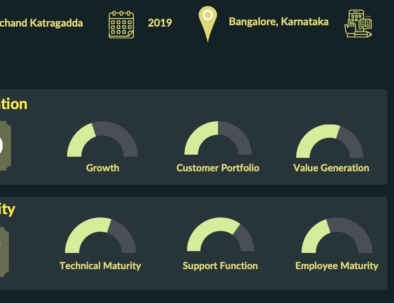 chand Katragadda
2019
Bangalore, Karnataka
tion
Growth
Customer Portfolio
Value Generation
ity
Technical Maturity
Support Function
Employee Maturity